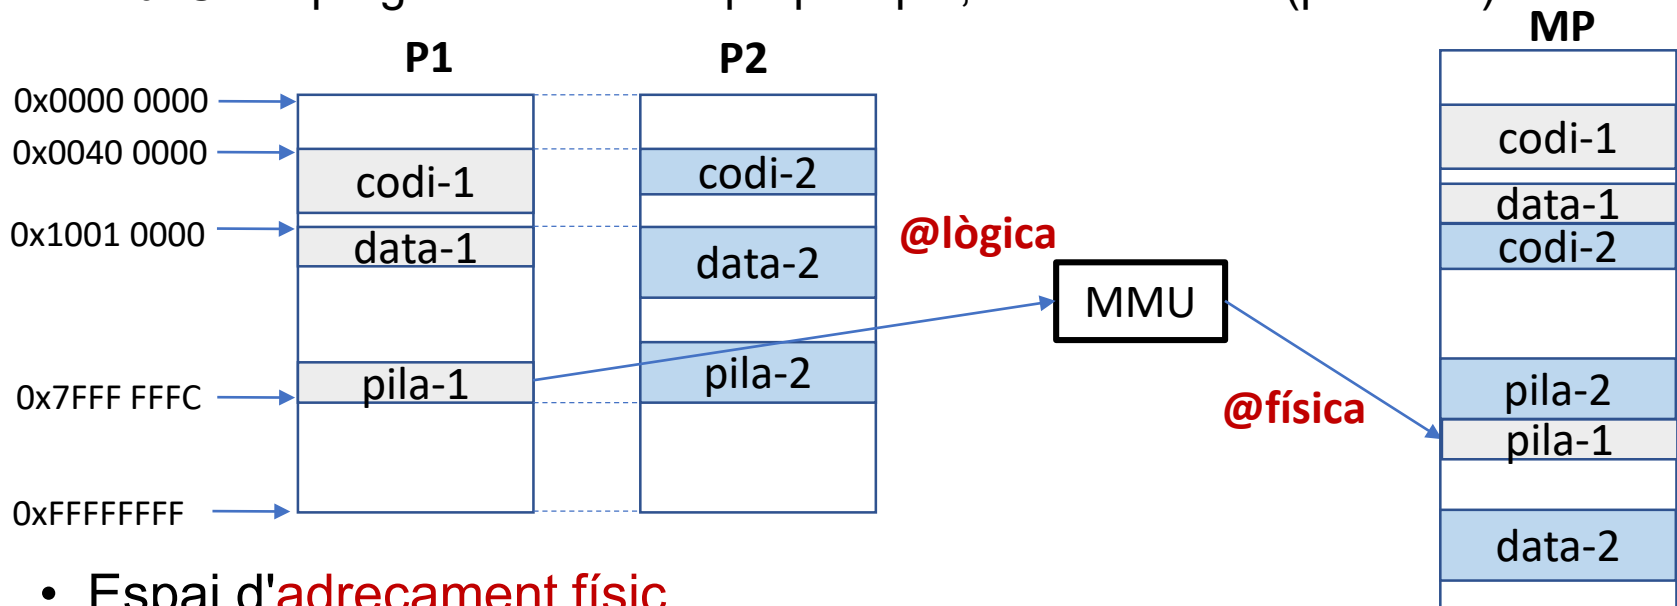 MP
P1 P2
0x0000 0000
0x0040 0000
0x1001 0000
0x7FFF FFFC
0xFFFFFFFF
codi-1
data-1
pila-1
codi-2
data-2
pila-2
@lògica
MMU
@física
codi-1
data-1
codi-2
pila-2
pila-1
data-2
• Espai d'adreçament físic